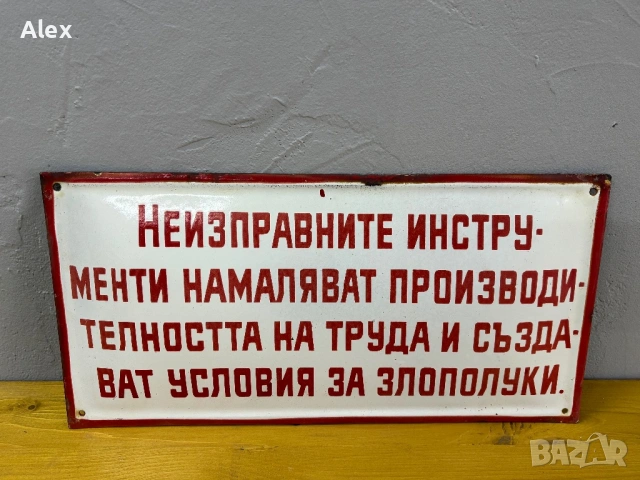 Alex
НЕИЗПРАВНИТЕ ИНСТРУ-
МЕНТИ НАМАЛЯВАТ ПРОИЗВОДИ-
ТЕЛНОСТТА НА ТРУДА И СЪЗДА-
ВАТ УСЛОВИЯ ЗА ЗЛОПОЛУКИ.
BAZAR